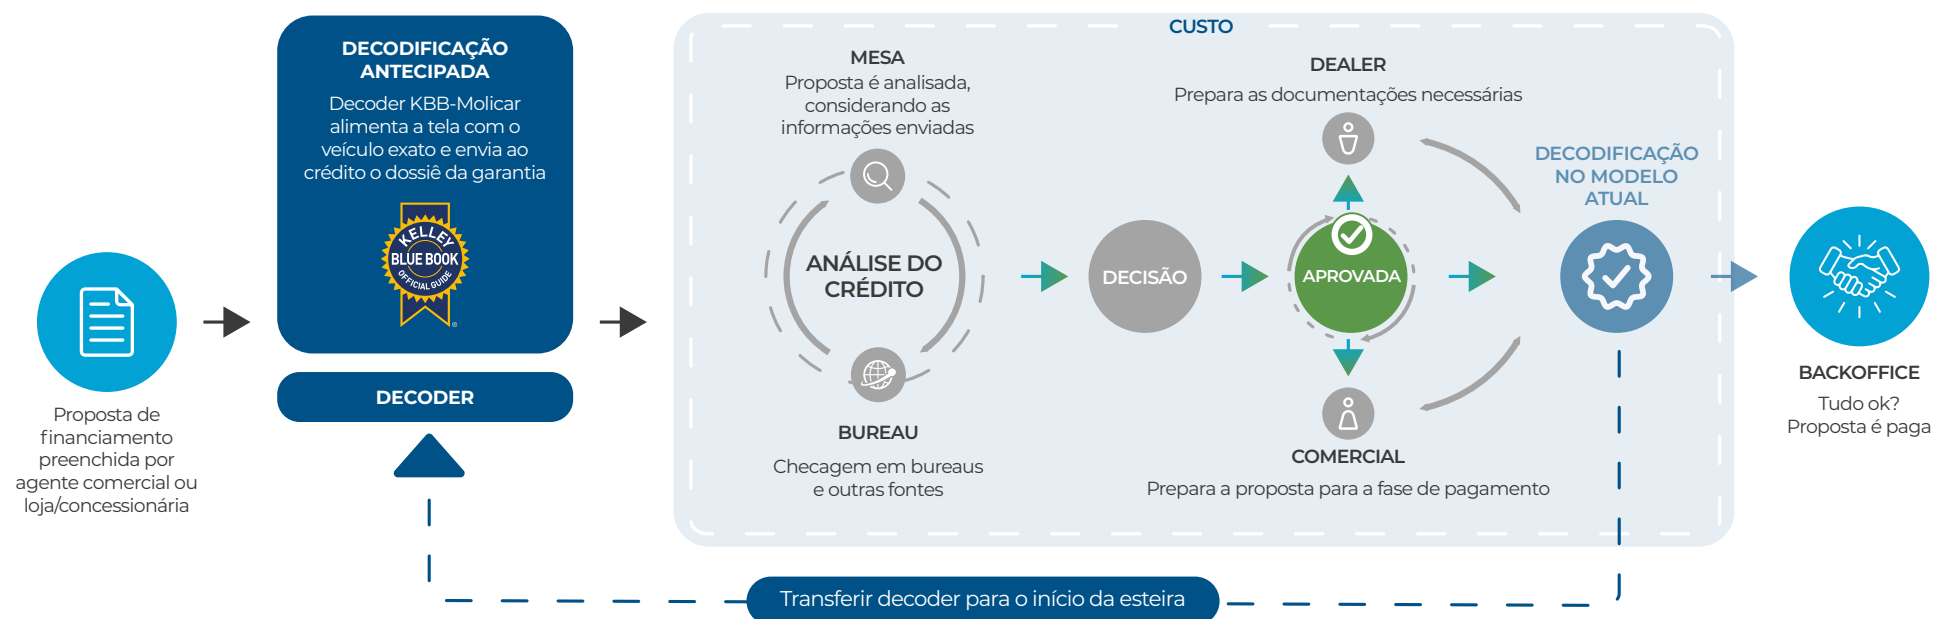 Proposta de
financiamento
preenchida por
agente comercial ou
loja/concessionária
DECODIFICAÇÃO
ANTECIPADA
Decoder KBB-Molicar
alimenta a tela com o
veículo exato e envia ao
crédito o dossiê da garantia
KELLEY
BLUE BOOK
OFFICIAL GUIDE
®
DECODER
CUSTO
MESA
Proposta é analisada,
considerando as
informações enviadas
ANÁLISE DO
CRÉDITO
BUREAU
Checagem em bureaus
e outras fontes
DECISÃO
DEALER
Prepara as documentações necessárias
APROVADA
COMERCIAL
Prepara a proposta para a fase de pagamento
DECODIFICAÇÃO
NO MODELO
ATUAL
BACKOFFICE
Tudo ok?
Proposta é paga
Transferir decoder para o início da esteira